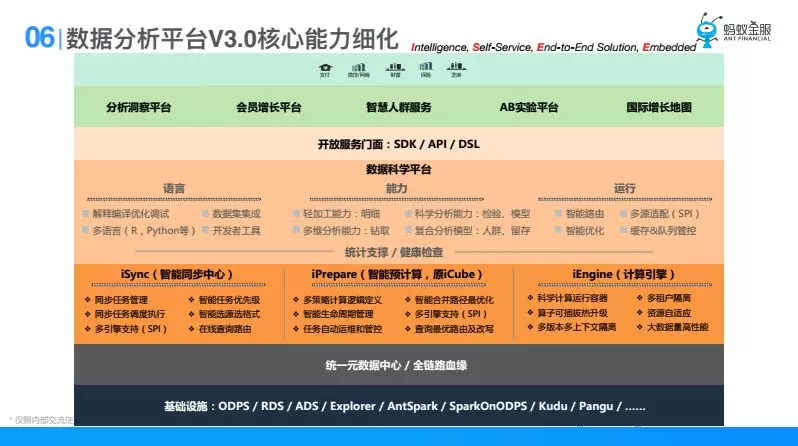 06|数据分析平台V3.0核心能力细化
Intelligence, Self-Service, End-to-End Solution, Embedded
蚂蚁金服
ANT FINANCIAL
支付 微贷/网商 财富 保险 芝麻
分析洞察平台 会员增长平台 智慧人群服务 AB实验平台 国际增长地图
开放服务门面：SDK / API / DSL
数据科学平台
语言 能力 运行
解释编译优化调试 数据集集成 轻加工能力：明细 科学分析能力：检验、模型 智能路由 多源适配（SPI）
多语言（R，Python等） 开发者工具 多维分析能力：钻取 复合分析模型：人群、留存 智能优化 缓存&队列管控
统计支撑 / 健康检查
iSync（智能同步中心） iPrepare（智能预计算，原iCube） iEngine（计算引擎）
❖ 同步任务管理 ❖ 智能任务优先级 ❖ 多策略计算逻辑定义 ❖ 智能合并路径最优化 ❖ 科学计算运行容器 ❖ 多租户隔离
❖ 同步任务调度执行 ❖ 智能选源选格式 ❖ 智能生命周期管理 ❖ 多引擎支持（SPI） ❖ 算子可插拔热升级 ❖ 资源自适应
❖ 多引擎支持（SPI） ❖ 在线查询路由 ❖ 任务自动运维和管控 ❖ 查询最优路由及改写 ❖ 多版本多上下文隔离 ❖ 大数据量高性能
统一元数据中心 / 全链路血缘
基础设施：ODPS / RDS / ADS / Explorer / AntSpark / SparkOnODPS / Kudu / Pangu / ……
* 仅限内部交流使